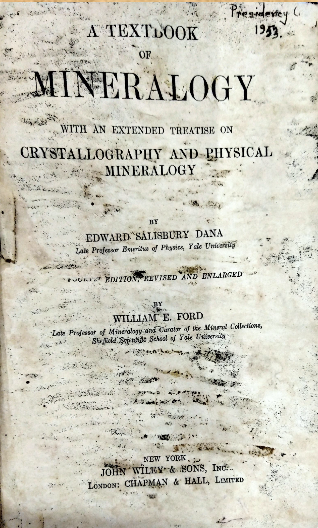 Presidency C.
1953.
A TEXTBOOK
OF
MINERALOGY
WITH AN EXTENDED TREATISE ON
CRYSTALLOGRAPHY AND PHYSICAL
MINERALOGY
BY
EDWARD SALISBURY DANA
Late Professor Emeritus of Physics, Yale University
FOURTH EDITION, REVISED AND ENLARGED
BY
WILLIAM E. FORD
Late Professor of Mineralogy and Curator of the Mineral Collections,
Sheffield Scientific School of Yale University
NEW YORK
JOHN WILEY & SONS, Inc.
London: CHAPMAN & HALL, Limited